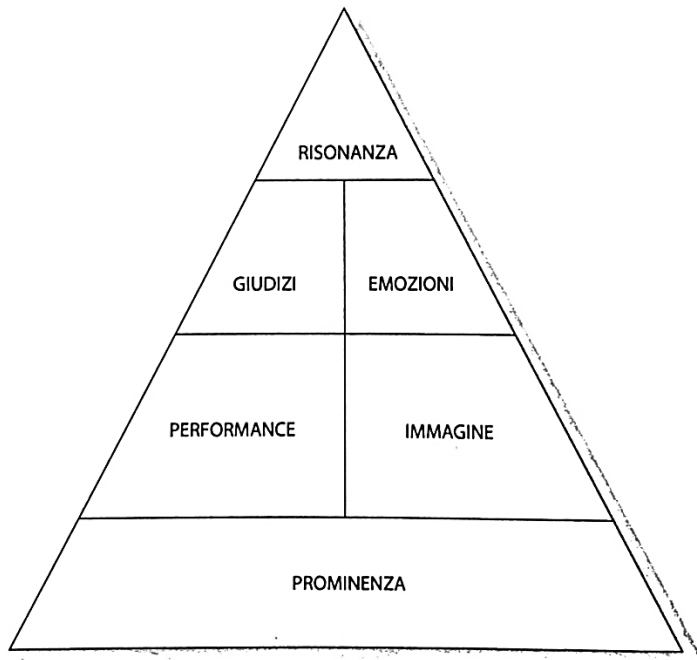 RISONANZA
GIUDIZI
EMOZIONI
PERFORMANCE
IMMAGINE
PROMINENZA